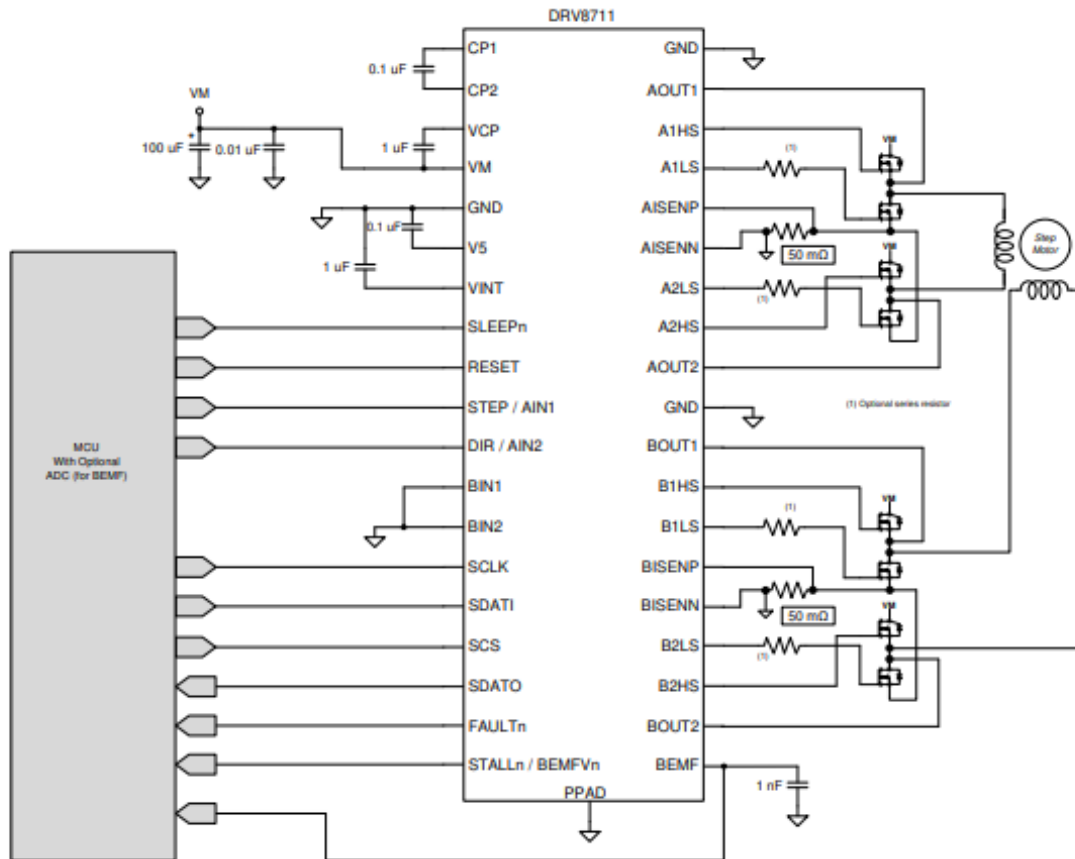 DRV8711
CP1
0.1 uF
CP2
VM
VCP
+
100 uF
0.01 uF
1 uF
VM
GND
0.1 uF
V5
1 uF
VINT
SLEEPn
RESET
STEP / AIN1
DIR / AIN2
BIN1
BIN2
SCLK
SDATI
SCS
SDATO
FAULTn
STALLn / BEMFVn
PPAD
MCU
With Optional
ADC (for BEMF)
GND
AOUT1
A1HS
A1LS
(1)
VM
AISENP
AISENN
50 mΩ
VM
A2LS
(1)
A2HS
AOUT2
Step
Motor
GND
(1) Optional series resistor
BOUT1
B1HS
B1LS
(1)
VM
BISENP
BISENN
50 mΩ
VM
B2LS
(1)
B2HS
BOUT2
BEMF
1 nF